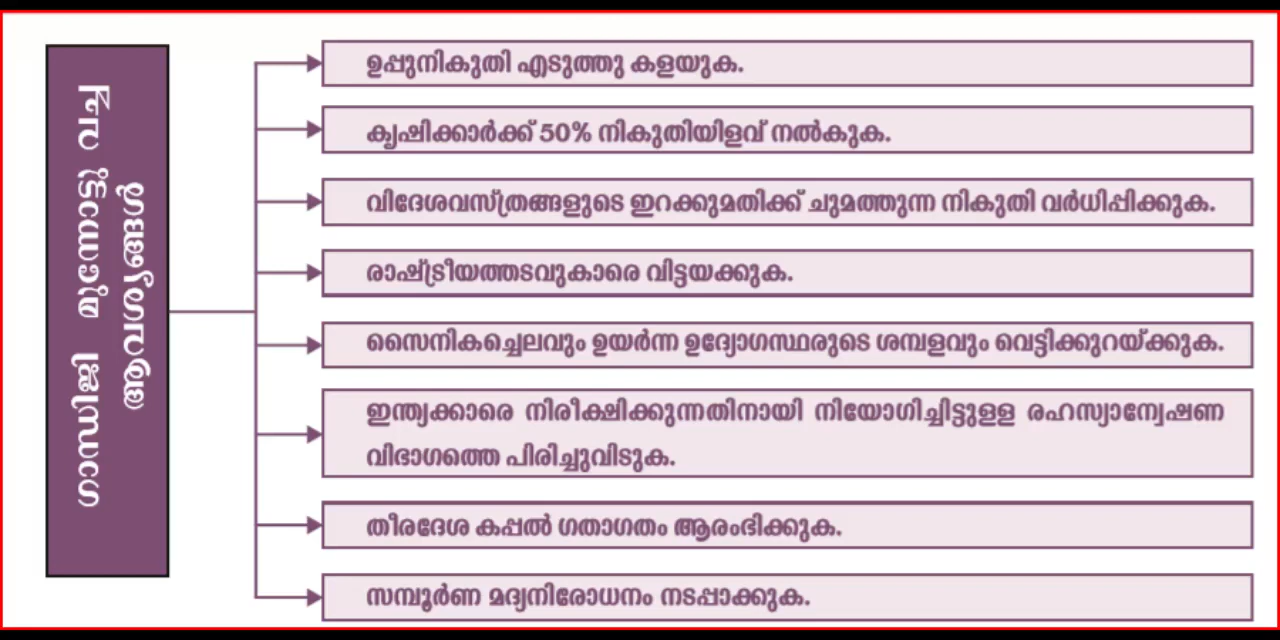 ഗാന്ധിജി മുന്നോട്ടു വച്ച
ആവശ്യങ്ങൾ
ഉപ്പുനികുതി എടുത്തു കളയുക.
കൃഷിക്കാർക്ക് 50% നികുതിയിളവ് നൽകുക.
വിദേശവസ്ത്രങ്ങളുടെ ഇറക്കുമതിക്ക് ചുമത്തുന്ന നികുതി വർധിപ്പിക്കുക.
രാഷ്ട്രീയത്തടവുകാരെ വിട്ടയക്കുക.
സൈനികച്ചെലവും ഉയർന്ന ഉദ്യോഗസ്ഥരുടെ ശമ്പളവും വെട്ടിക്കുറയ്ക്കുക.
ഇന്ത്യക്കാരെ നിരീക്ഷിക്കുന്നതിനായി നിയോഗിച്ചിട്ടുളള രഹസ്യാന്വേഷണ
വിഭാഗത്തെ പിരിച്ചുവിടുക.
തീരദേശ കപ്പൽ ഗതാഗതം ആരംഭിക്കുക.
സമ്പൂർണ മദ്യനിരോധനം നടപ്പാക്കുക.